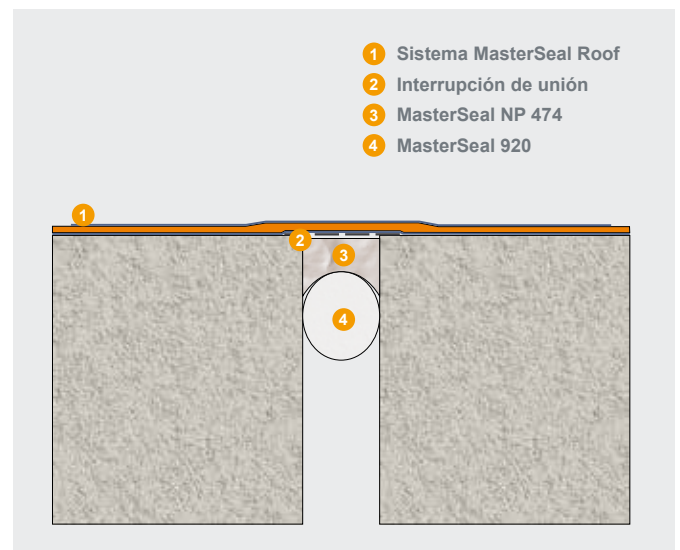 1 Sistema MasterSeal Roof
2 Interrupción de unión
3 MasterSeal NP 474
4 MasterSeal 920
1
2
3
4